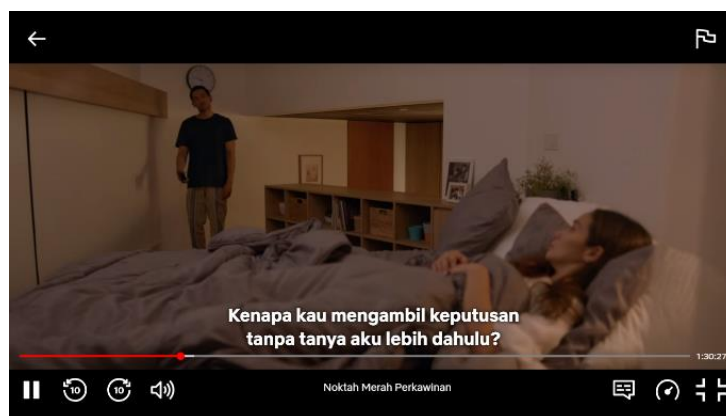 Kenapa kau mengambil keputusan
tanpa tanya aku lebih dahulu?
1:30:27
10
10
Noktah Merah Perkawinan